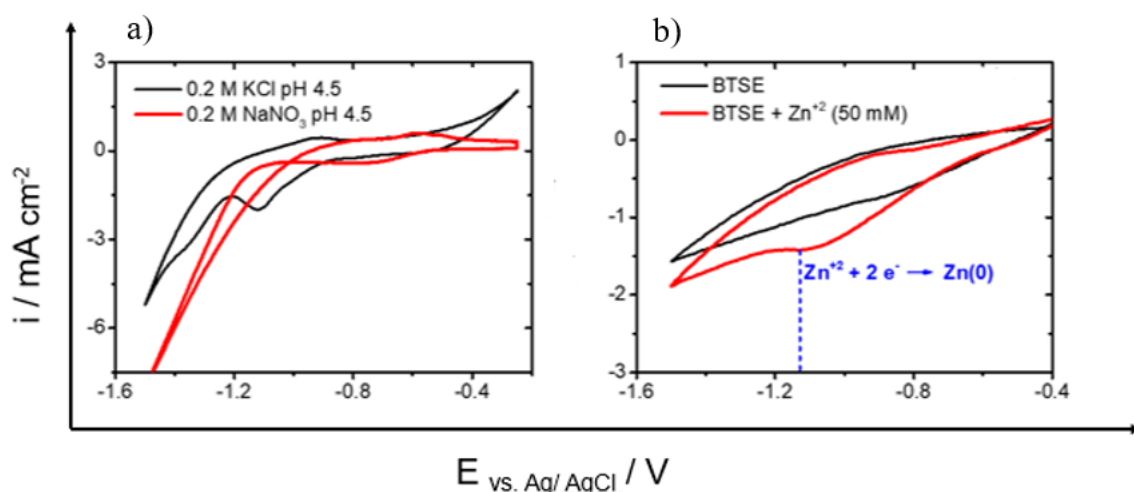 a)
0.2 M KCl pH 4.5
0.2 M NaNO3 pH 4.5
3
0
-3
-6
-1.6
-1.2
-0.8
-0.4
b)
BTSE
BTSE + Zn+2 (50 mM)
1
0
-1
-2
-3
Zn+2 + 2 e- → Zn(0)
-1.6
-1.2
-0.8
-0.4
i / mA cm-2
E vs. Ag/ AgCl / V